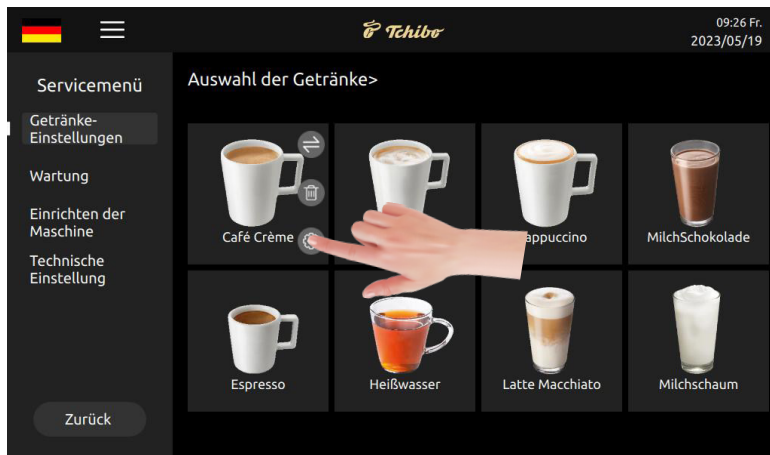 Tchibo
09:26 Fr.
2023/05/19
Servicemenü
Auswahl der Getränke>
Getränke-
Einstellungen
Wartung
Einrichten der
Maschine
Technische
Einstellung
Zurück
Café Crème
MilchSchokolade
Espresso
Heißwasser
Latte Macchiato
Milchschaum